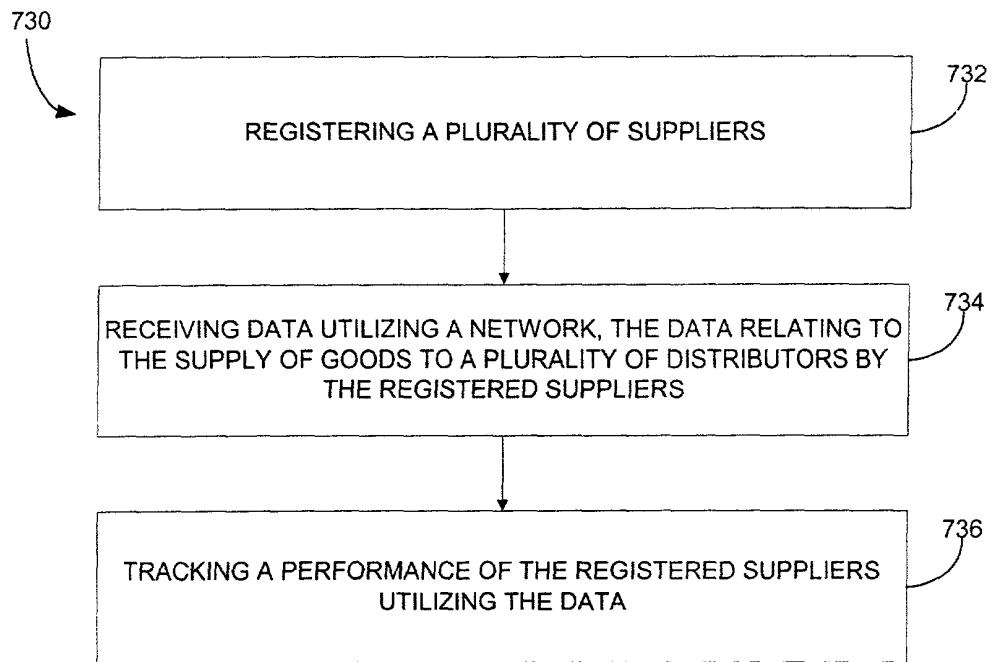 730
732
REGISTERING A PLURALITY OF SUPPLIERS
734
RECEIVING DATA UTILIZING A NETWORK, THE DATA RELATING TO
THE SUPPLY OF GOODS TO A PLURALITY OF DISTRIBUTORS BY
THE REGISTERED SUPPLIERS
736
TRACKING A PERFORMANCE OF THE REGISTERED SUPPLIERS
UTILIZING THE DATA